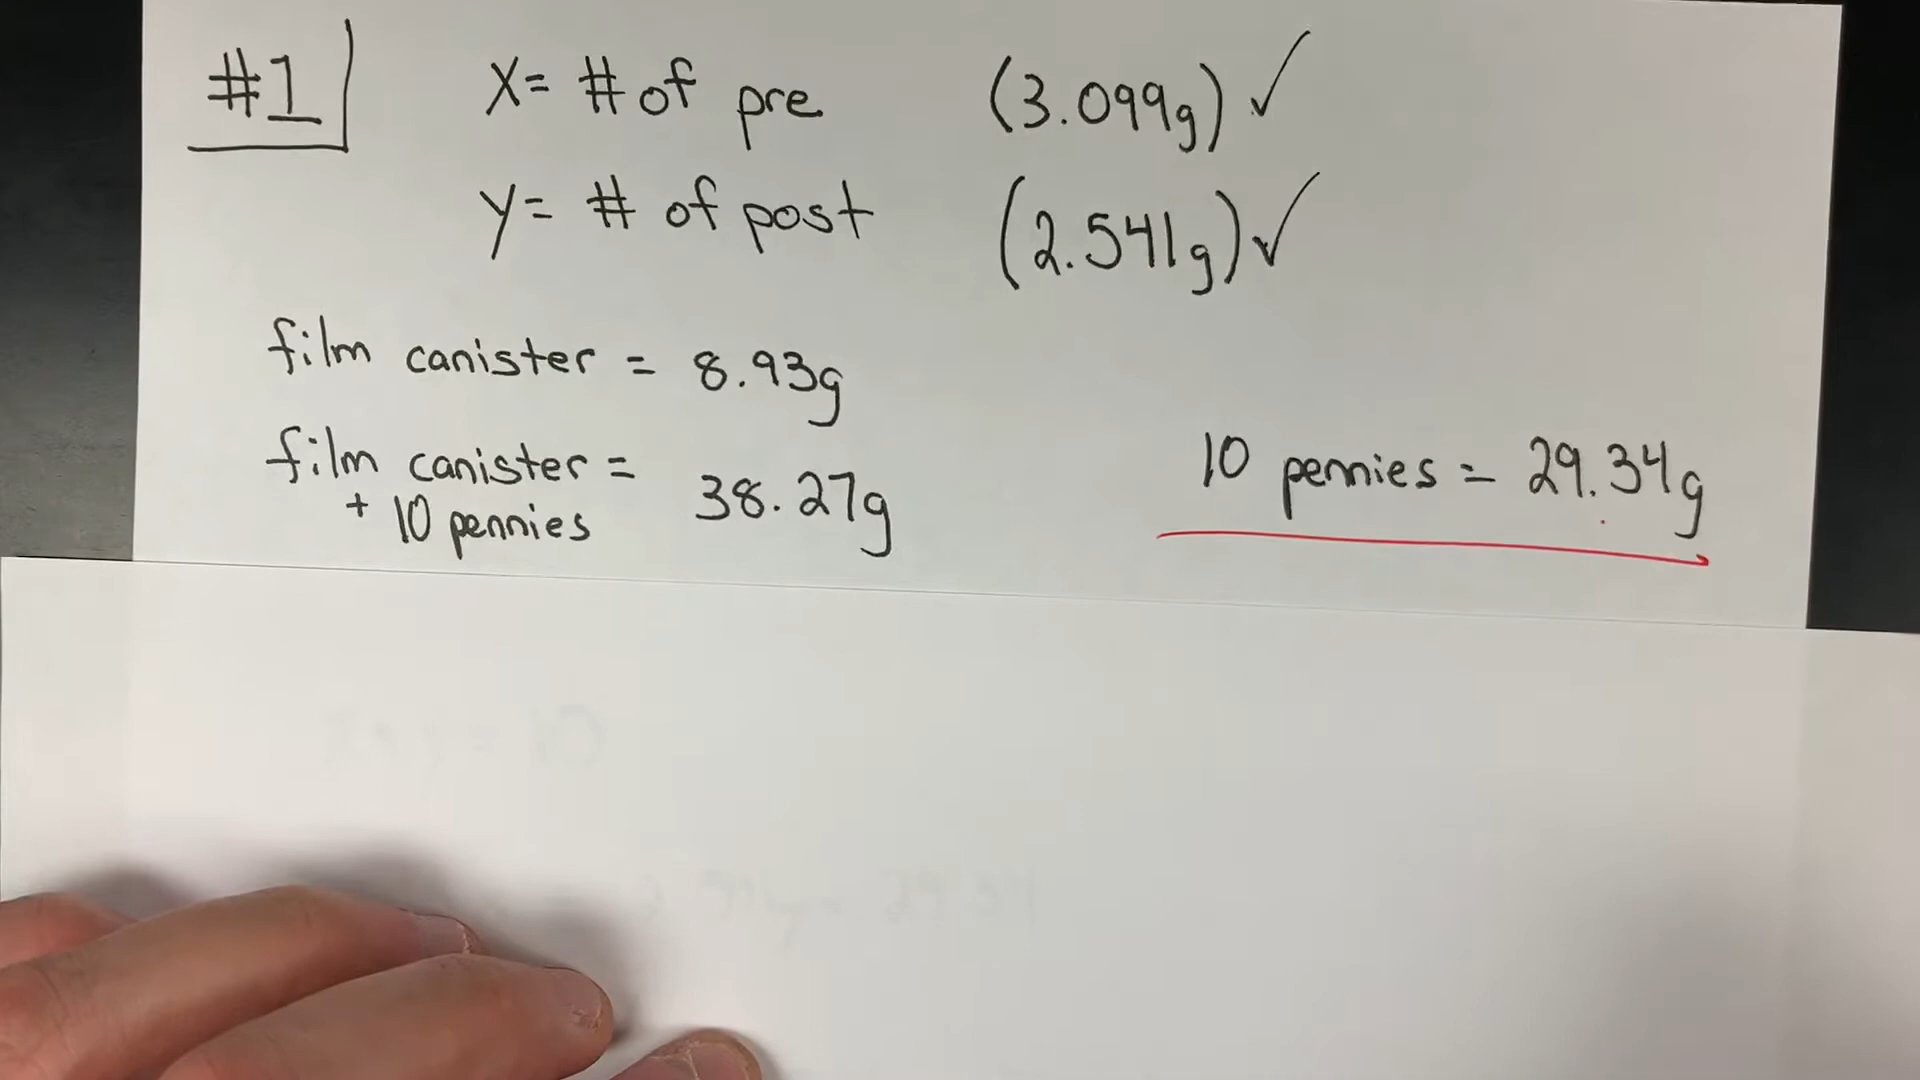 #1
X= # of pre (3.099g) ✓
y= # of post (2.541g) ✓
film canister = 8.93g
film canister = 38.27g
+ 10 pennies
10 pennies = 29.34g